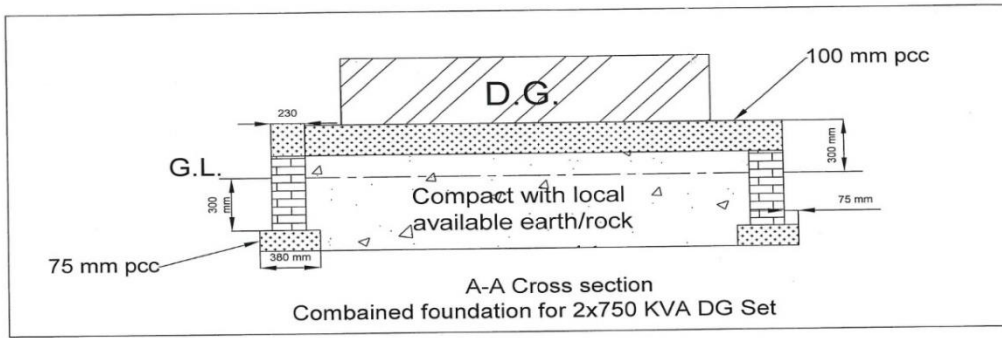 100 mm pcc
D.G.
230
G.L.
300 mm
300 mm
Compact with local
available earth/rock
75 mm
75 mm pcc
380 mm
A-A Cross section
Combained foundation for 2x750 KVA DG Set